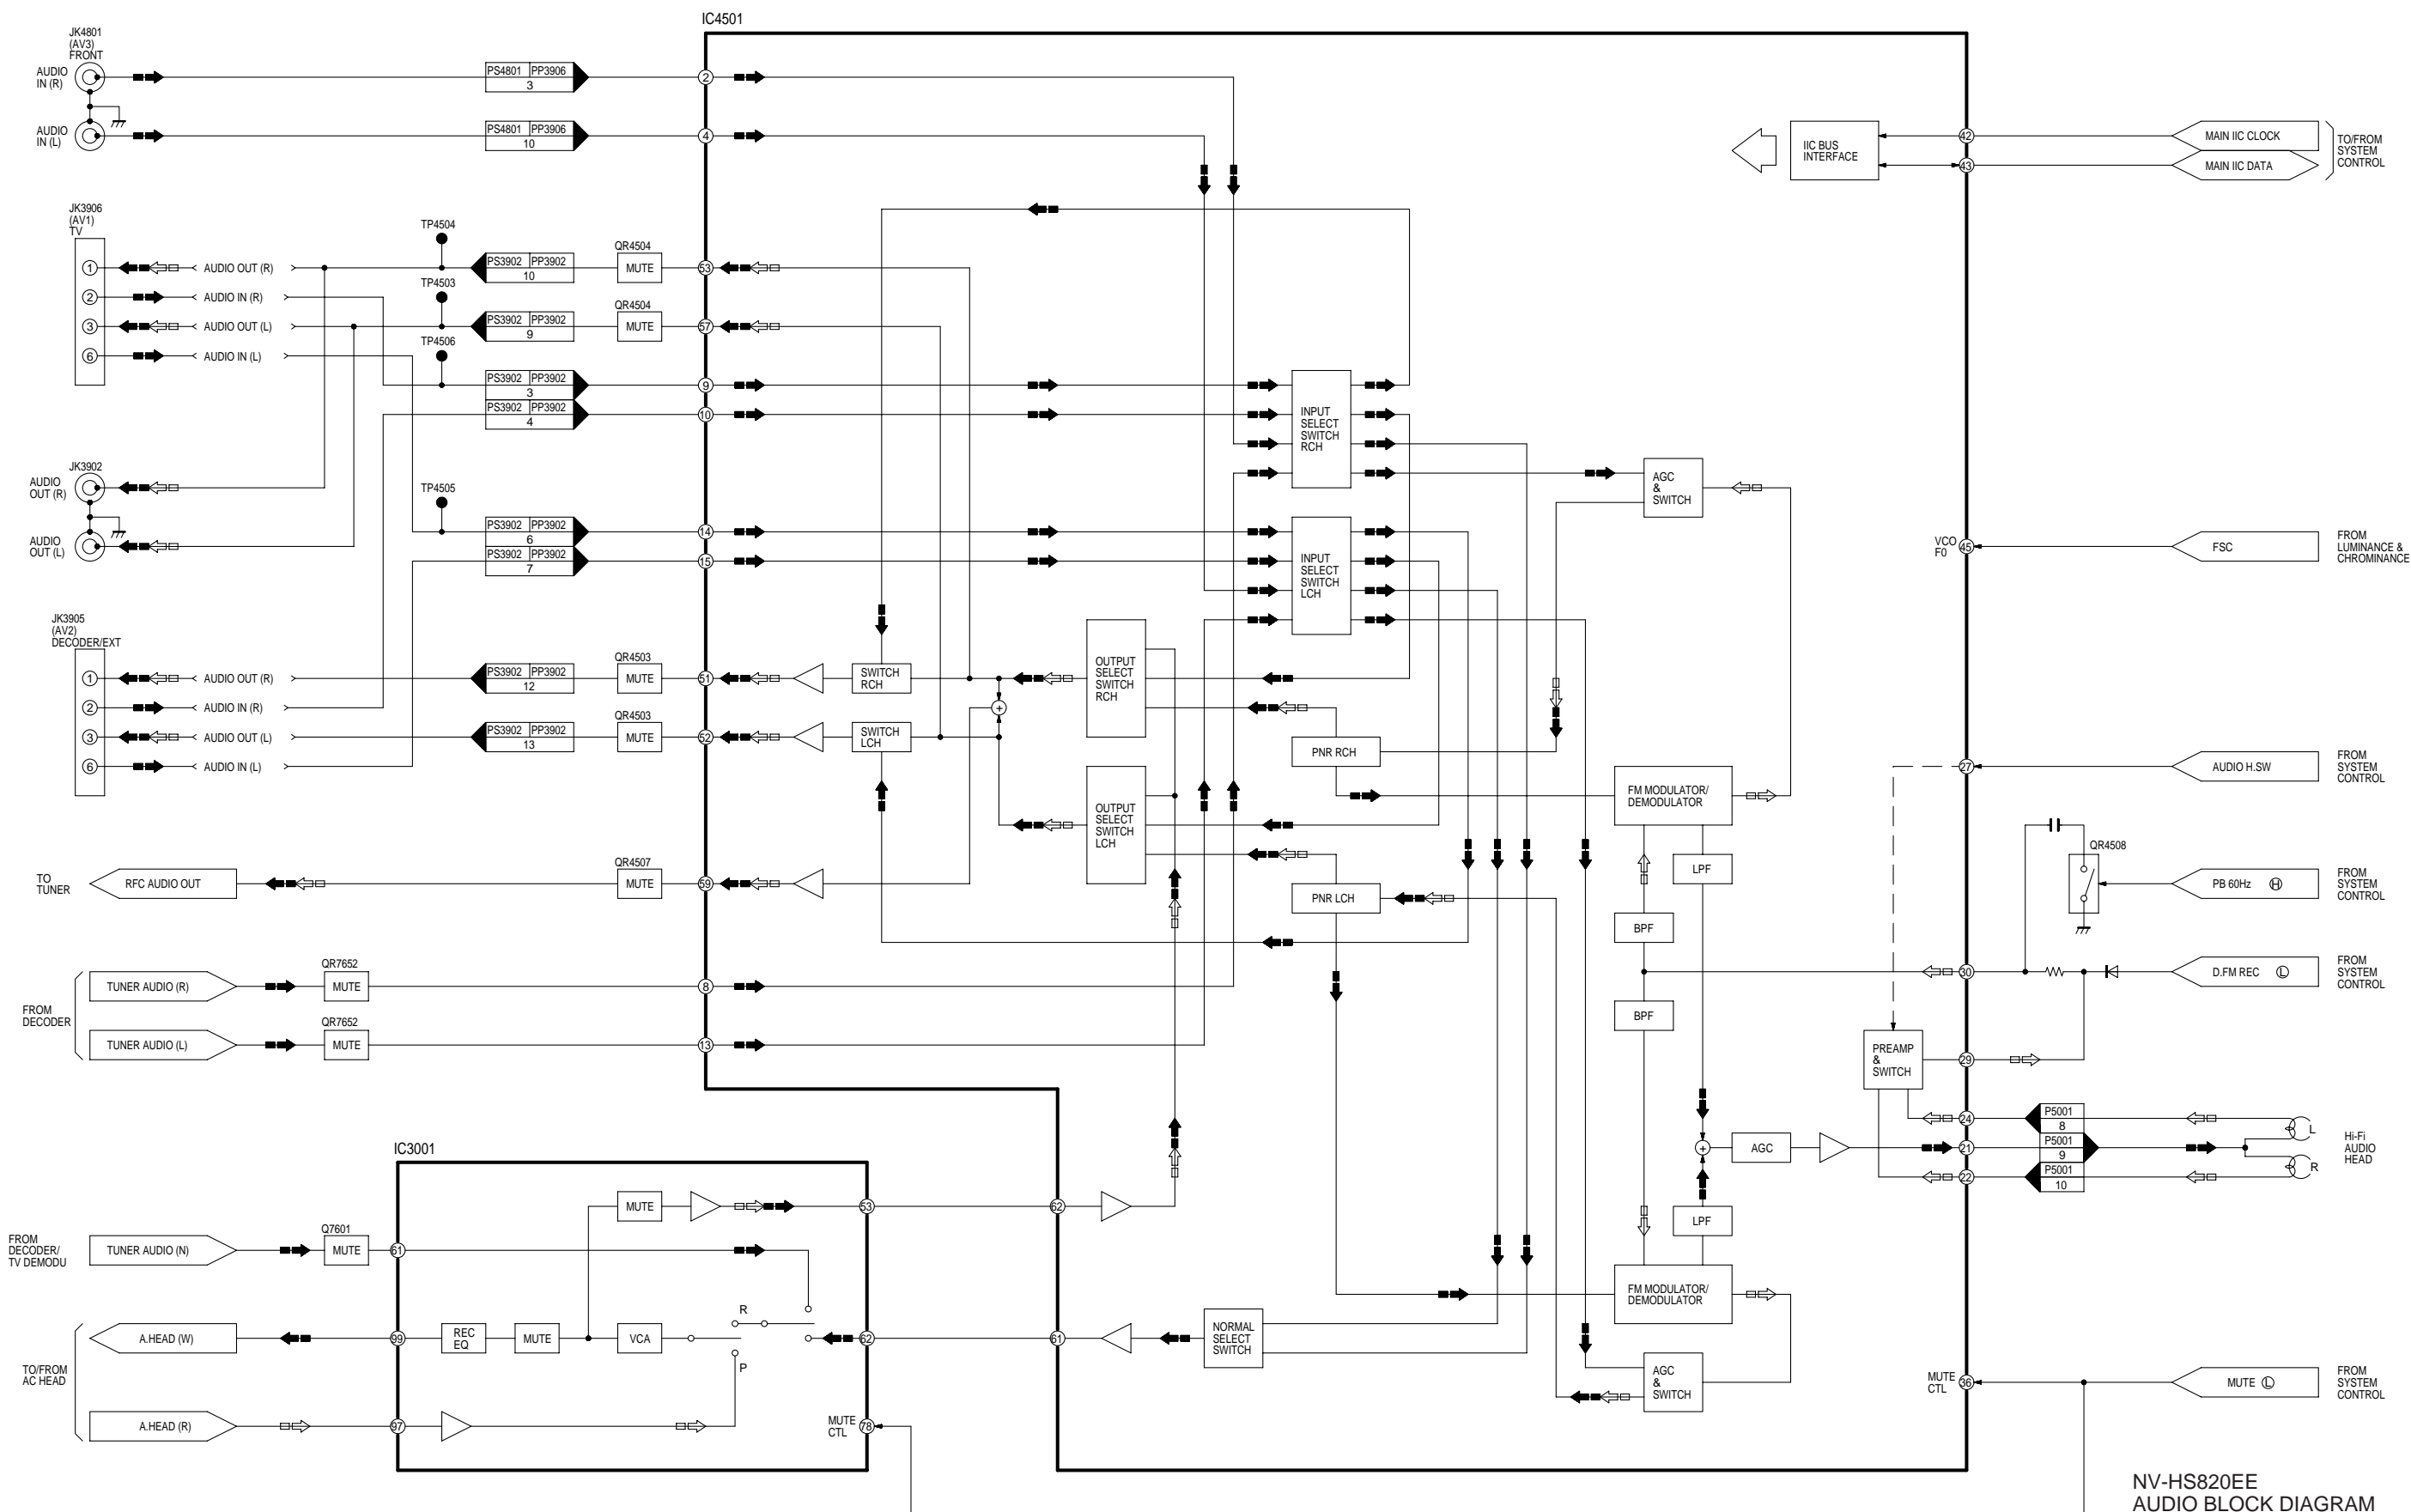 IC4501
JK4801
(AV3)
FRONT
AUDIO
IN (R)
PS4801 PP3906
3
2
AUDIO
IN (L)
PS4801 PP3906
10
4
IIC BUS
INTERFACE
42
43
MAIN IIC CLOCK
MAIN IIC DATA
TO/FROM
SYSTEM
CONTROL
JK3906
(AV1)
TV
1
AUDIO OUT (R)
2
AUDIO IN (R)
3
AUDIO OUT (L)
6
AUDIO IN (L)
TP4504
PS3902 PP3902
10
QR4504
MUTE
53
TP4503
PS3902 PP3902
9
QR4504
MUTE
57
TP4506
PS3902 PP3902
3
9
PS3902 PP3902
4
10
INPUT
SELECT
SWITCH
RCH
AGC
&
SWITCH
JK3902
AUDIO
OUT (R)
AUDIO
OUT (L)
TP4505
PS3902 PP3902
6
14
PS3902 PP3902
7
15
INPUT
SELECT
SWITCH
LCH
VCO
F0
45
FSC
FROM
LUMINANCE &
CHROMINANCE
JK3905
(AV2)
DECODER/EXT
1
AUDIO OUT (R)
2
AUDIO IN (R)
3
AUDIO OUT (L)
6
AUDIO IN (L)
PS3902 PP3902
12
QR4503
MUTE
51
SWITCH
RCH
PS3902 PP3902
13
QR4503
MUTE
52
SWITCH
LCH
+
OUTPUT
SELECT
SWITCH
RCH
OUTPUT
SELECT
SWITCH
LCH
PNR RCH
PNR LCH
FM MODULATOR/
DEMODULATOR
LPF
BPF
BPF
27
AUDIO H.SW
FROM
SYSTEM
CONTROL
QR4508
PB 60Hz H
FROM
SYSTEM
CONTROL
30
D.FM REC L
FROM
SYSTEM
CONTROL
TO
TUNER
RFC AUDIO OUT
QR4507
MUTE
59
FROM
DECODER
TUNER AUDIO (R)
QR7652
MUTE
8
TUNER AUDIO (L)
QR7652
MUTE
13
PREAMP
&
SWITCH
29
24
P5001
8
21
P5001
9
22
P5001
10
L
R
Hi-Fi
AUDIO
HEAD
+
AGC
LPF
IC3001
MUTE
53
62
FROM
DECODER/
TV DEMODU
TUNER AUDIO (N)
Q7601
MUTE
61
TO/FROM
AC HEAD
A.HEAD (W)
99
REC
EQ
MUTE
VCA
R
P
62
61
NORMAL
SELECT
SWITCH
FM MODULATOR/
DEMODULATOR
AGC
&
SWITCH
A.HEAD (R)
97
MUTE
CTL
78
MUTE
CTL
36
MUTE L
FROM
SYSTEM
CONTROL
NV-HS820EE
AUDIO BLOCK DIAGRAM